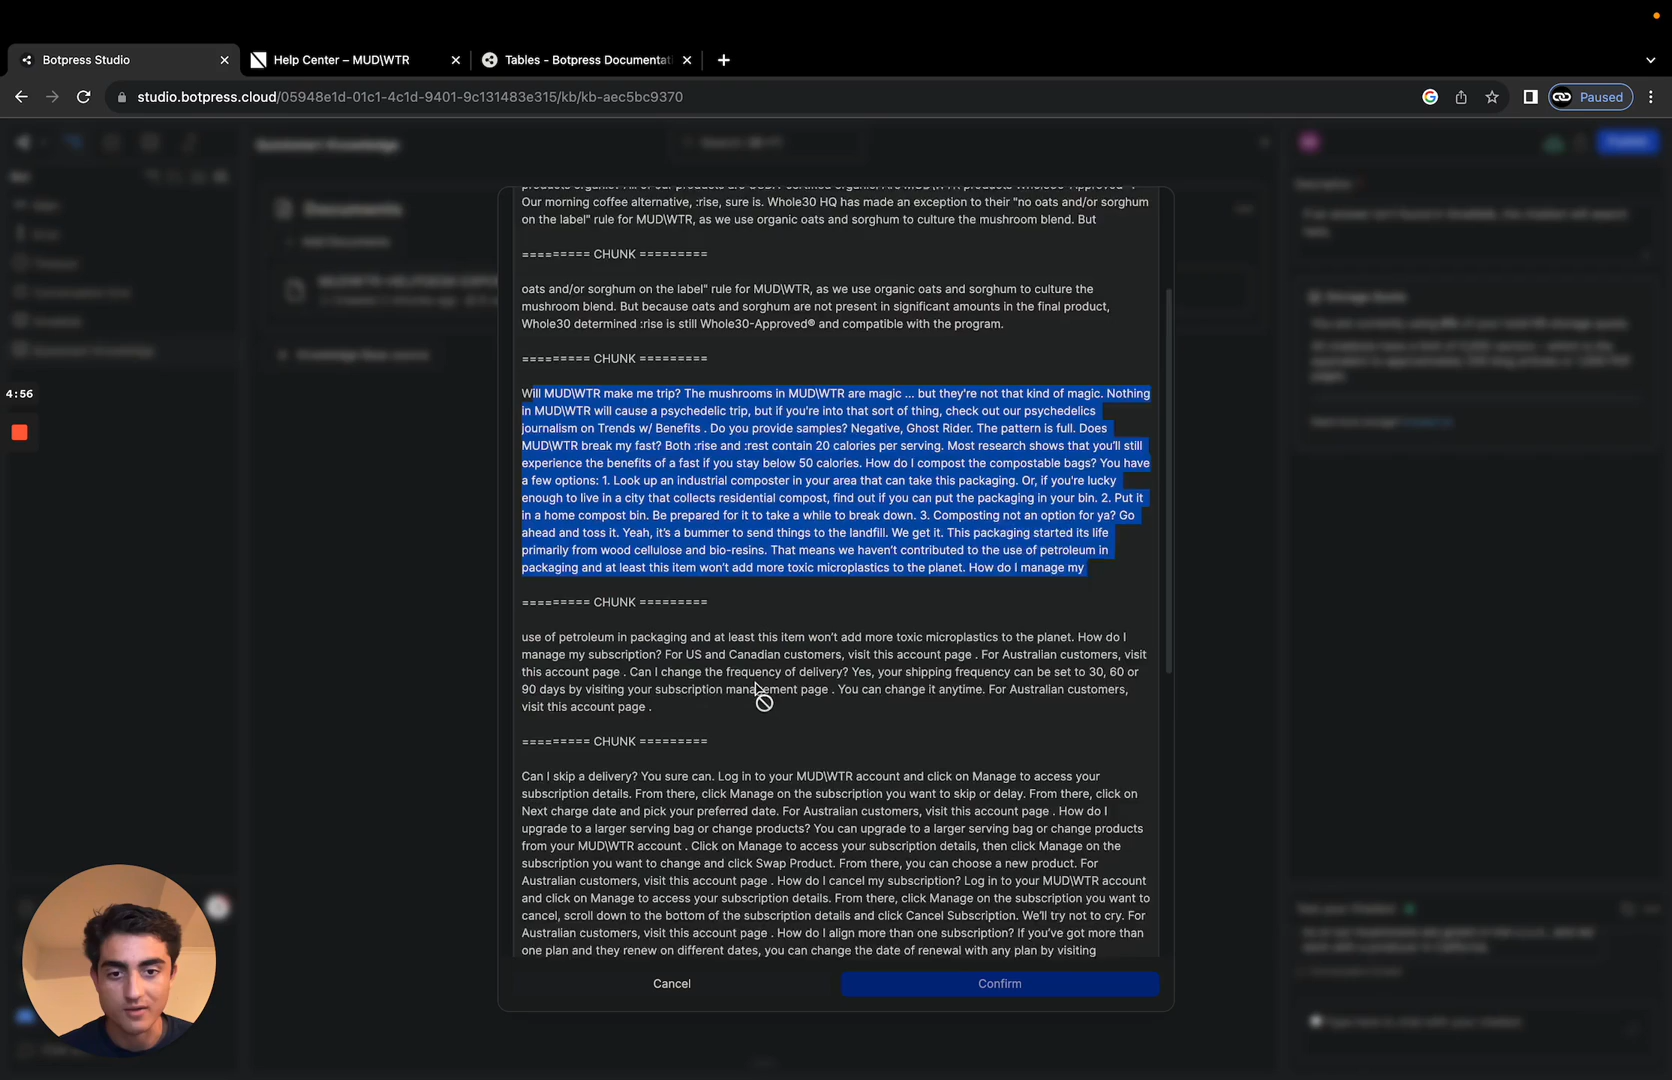 Botpress Studio
Help Center – MUD\WTR
Tables - Botpress Documentati
studio.botpress.cloud/05948e1d-01c1-4c1d-9401-9c131483e315/kb/kb-aec5bc9370
Paused
Our morning coffee alternative, :rise, sure is. Whole30 HQ has made an exception to their "no oats and/or sorghum
on the label" rule for MUD\WTR, as we use organic oats and sorghum to culture the mushroom blend. But
========= CHUNK =========
oats and/or sorghum on the label" rule for MUD\WTR, as we use organic oats and sorghum to culture the
mushroom blend. But because oats and sorghum are not present in significant amounts in the final product,
Whole30 determined :rise is still Whole30-Approved® and compatible with the program.
========= CHUNK =========
Will MUD\WTR make me trip? The mushrooms in MUD\WTR are magic ... but they're not that kind of magic. Nothing
in MUD\WTR will cause a psychedelic trip, but if you're into that sort of thing, check out our psychedelics
journalism on Trends w/ Benefits . Do you provide samples? Negative, Ghost Rider. The pattern is full. Does
MUD\WTR break my fast? Both :rise and :rest contain 20 calories per serving. Most research shows that you'll still
experience the benefits of a fast if you stay below 50 calories. How do I compost the compostable bags? You have
a few options: 1. Look up an industrial composter in your area that can take this packaging. Or, if you're lucky
enough to live in a city that collects residential compost, find out if you can put the packaging in your bin. 2. Put it
in a home compost bin. Be prepared for it to take a while to break down. 3. Composting not an option for ya? Go
ahead and toss it. Yeah, it's a bummer to send things to the landfill. We get it. This packaging started its life
primarily from wood cellulose and bio-resins. That means we haven't contributed to the use of petroleum in
packaging and at least this item won't add more toxic microplastics to the planet. How do I manage my
========= CHUNK =========
use of petroleum in packaging and at least this item won't add more toxic microplastics to the planet. How do I
manage my subscription? For US and Canadian customers, visit this account page . For Australian customers, visit
this account page . Can I change the frequency of delivery? Yes, your shipping frequency can be set to 30, 60 or
90 days by visiting your subscription management page . You can change it anytime. For Australian customers,
visit this account page .
========= CHUNK =========
Can I skip a delivery? You sure can. Log in to your MUD\WTR account and click on Manage to access your
subscription details. From there, click Manage on the subscription you want to skip or delay. From there, click on
Next charge date and pick your preferred date. For Australian customers, visit this account page . How do I
upgrade to a larger serving bag or change products? You can upgrade to a larger serving bag or change products
from your MUD\WTR account . Click on Manage to access your subscription details, then click Manage on the
subscription you want to change and click Swap Product. From there, you can choose a new product. For
Australian customers, visit this account page . How do I cancel my subscription? Log in to your MUD\WTR account
and click on Manage to access your subscription details. From there, click Manage on the subscription you want to
cancel, scroll down to the bottom of the subscription details and click Cancel Subscription. We'll try not to cry. For
Australian customers, visit this account page . How do I align more than one subscription? If you've got more than
one plan and they renew on different dates, you can change the date of renewal with any plan by visiting
Cancel
Confirm
4:56